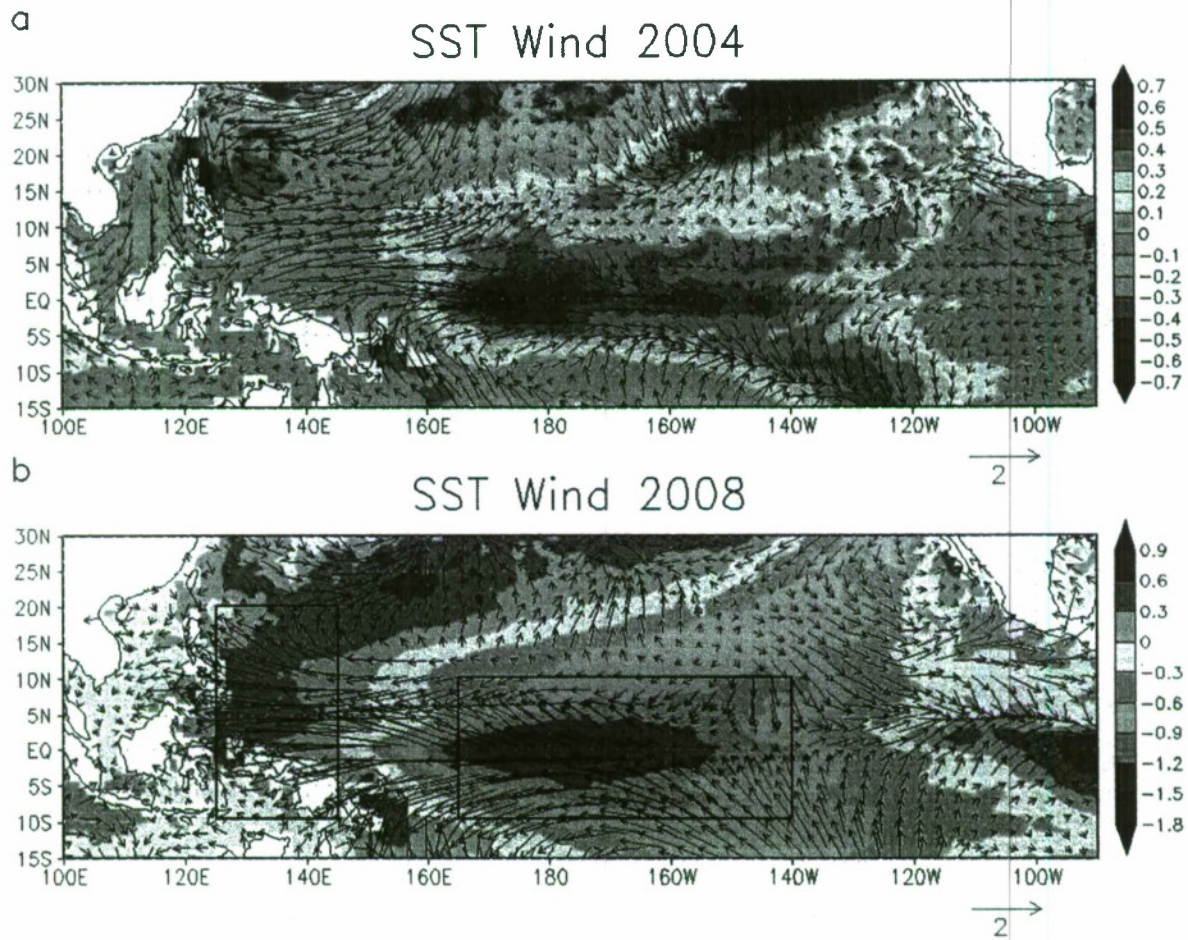 a
SST Wind 2004
30N
25N
20N
15N
10N
5N
EQ
5S
10S
15S
100E 120E 140E 160E 180 160W 140W 120W 100W
0.7
0.6
0.5
0.4
0.3
0.2
0.1
0
-0.1
-0.2
-0.3
-0.4
-0.5
-0.6
-0.7
2
b
SST Wind 2008
30N
25N
20N
15N
10N
5N
EQ
5S
10S
15S
100E 120E 140E 160E 180 160W 140W 120W 100W
0.9
0.6
0.3
0
-0.3
-0.6
-0.9
-1.2
-1.5
-1.8
2